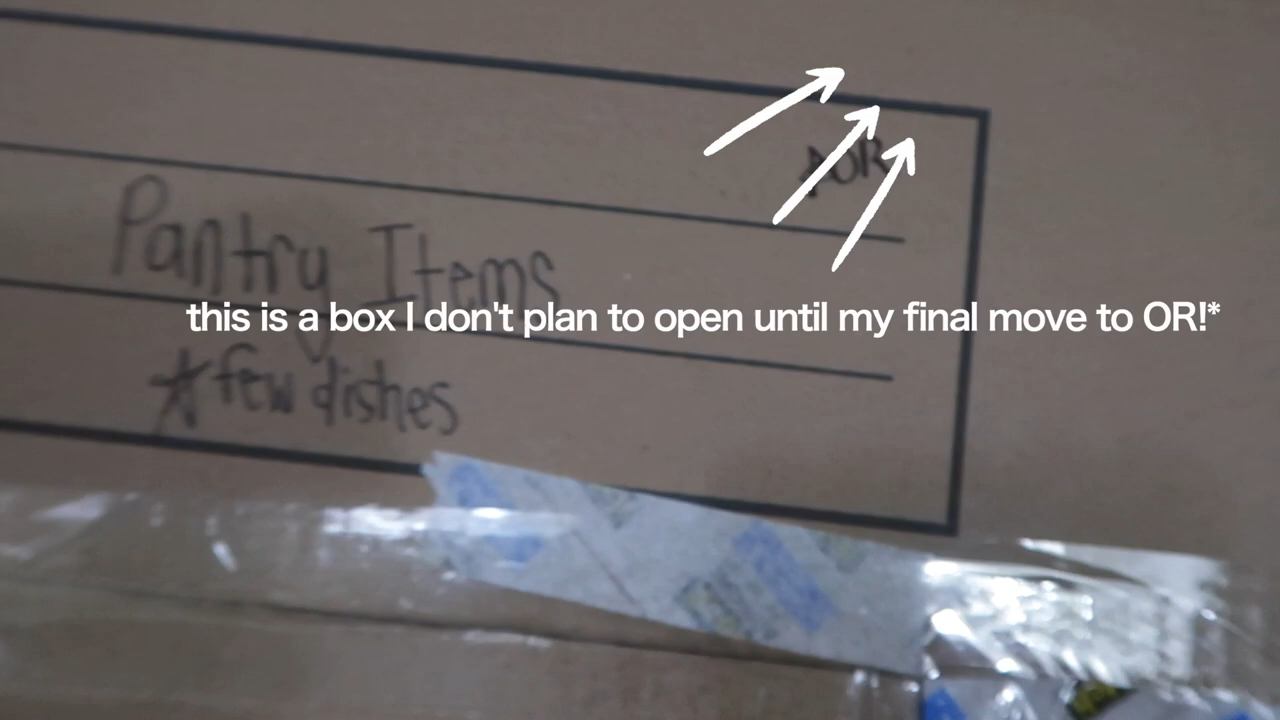 *OR
Pantry Items
this is a box I don't plan to open until my final move to OR!*
*few dishes